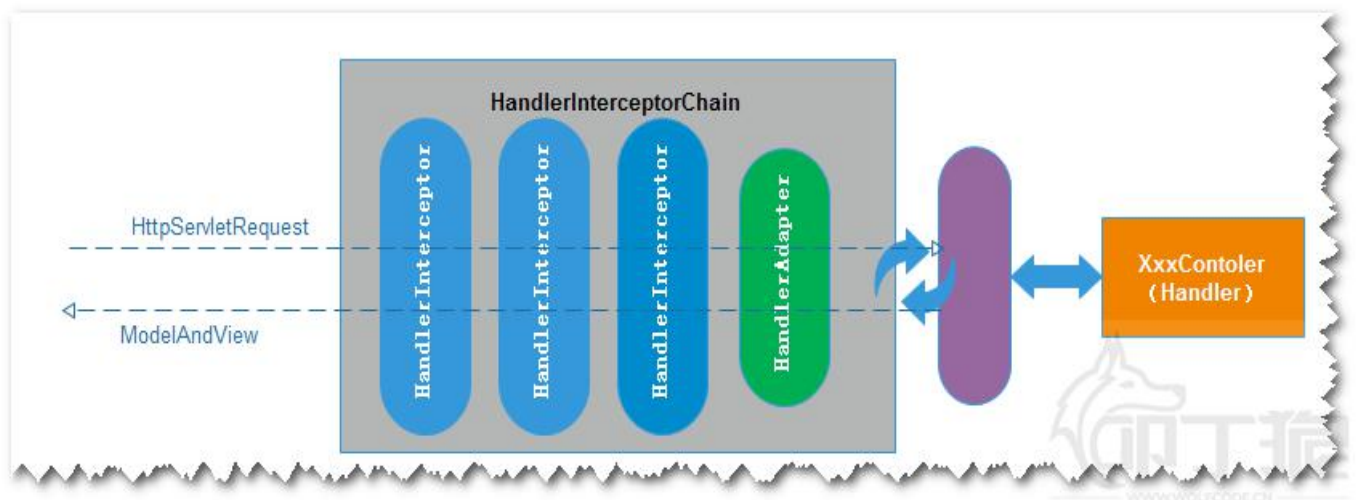 HandlerInterceptorChain
HandlerInterceptor
HandlerInterceptor
HandlerInterceptor
HandlerAdapter
HttpServletRequest
ModelAndView
XxxContoler
(Handler)